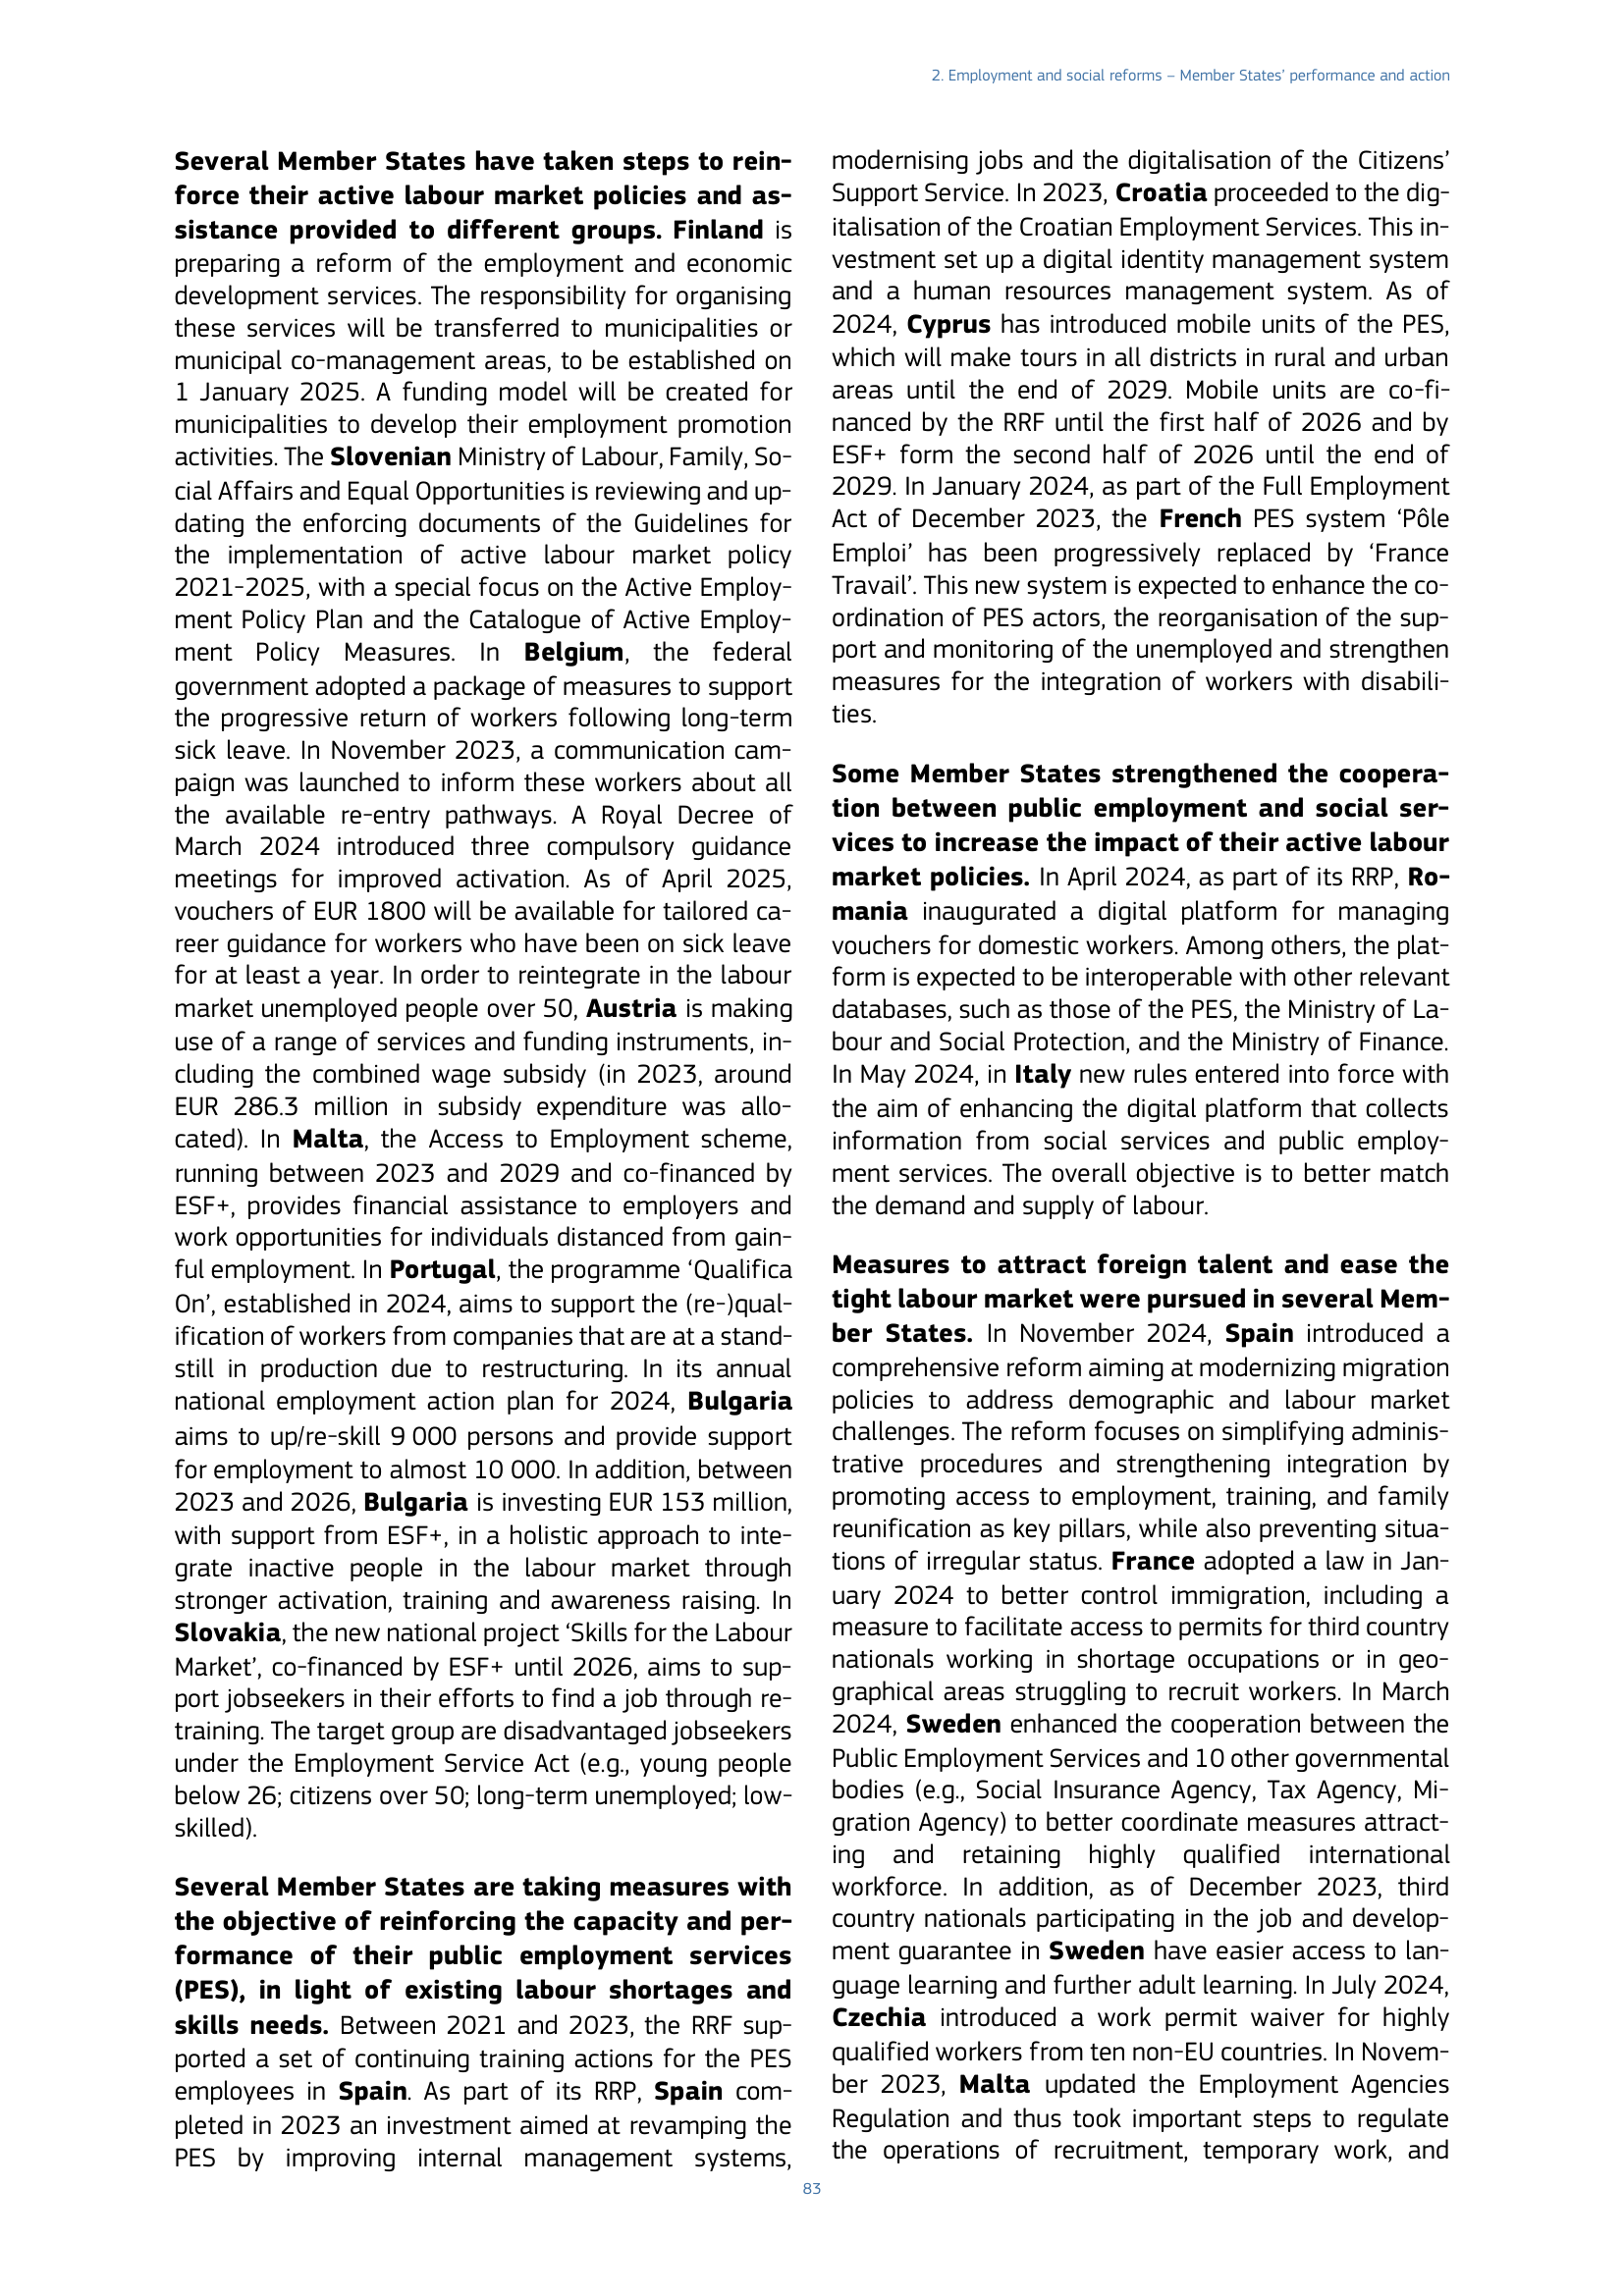 2. Employment and social reforms – Member States’ performance and action
Several Member States have taken steps to rein-
force their active labour market policies and as-
sistance provided to different groups. Finland is
preparing a reform of the employment and economic
development services. The responsibility for organising
these services will be transferred to municipalities or
municipal co-management areas, to be established on
1 January 2025. A funding model will be created for
municipalities to develop their employment promotion
activities. The Slovenian Ministry of Labour, Family, So-
cial Affairs and Equal Opportunities is reviewing and up-
dating the enforcing documents of the Guidelines for
the implementation of active labour market policy
2021-2025, with a special focus on the Active Employ-
ment Policy Plan and the Catalogue of Active Employ-
ment Policy Measures. In Belgium, the federal
government adopted a package of measures to support
the progressive return of workers following long-term
sick leave. In November 2023, a communication cam-
paign was launched to inform these workers about all
the available re-entry pathways. A Royal Decree of
March 2024 introduced three compulsory guidance
meetings for improved activation. As of April 2025,
vouchers of EUR 1800 will be available for tailored ca-
reer guidance for workers who have been on sick leave
for at least a year. In order to reintegrate in the labour
market unemployed people over 50, Austria is making
use of a range of services and funding instruments, in-
cluding the combined wage subsidy (in 2023, around
EUR 286.3 million in subsidy expenditure was allo-
cated). In Malta, the Access to Employment scheme,
running between 2023 and 2029 and co-financed by
ESF+, provides financial assistance to employers and
work opportunities for individuals distanced from gain-
ful employment. In Portugal, the programme ‘Qualifica
On’, established in 2024, aims to support the (re-)qual-
ification of workers from companies that are at a stand-
still in production due to restructuring. In its annual
national employment action plan for 2024, Bulgaria
aims to up/re-skill 9 000 persons and provide support
for employment to almost 10 000. In addition, between
2023 and 2026, Bulgaria is investing EUR 153 million,
with support from ESF+, in a holistic approach to inte-
grate inactive people in the labour market through
stronger activation, training and awareness raising. In
Slovakia, the new national project ‘Skills for the Labour
Market’, co-financed by ESF+ until 2026, aims to sup-
port jobseekers in their efforts to find a job through re-
training. The target group are disadvantaged jobseekers
under the Employment Service Act (e.g., young people
below 26; citizens over 50; long-term unemployed; low-
skilled).
Several Member States are taking measures with
the objective of reinforcing the capacity and per-
formance of their public employment services
(PES), in light of existing labour shortages and
skills needs. Between 2021 and 2023, the RRF sup-
ported a set of continuing training actions for the PES
employees in Spain. As part of its RRP, Spain com-
pleted in 2023 an investment aimed at revamping the
PES by improving internal management systems,
modernising jobs and the digitalisation of the Citizens’
Support Service. In 2023, Croatia proceeded to the dig-
italisation of the Croatian Employment Services. This in-
vestment set up a digital identity management system
and a human resources management system. As of
2024, Cyprus has introduced mobile units of the PES,
which will make tours in all districts in rural and urban
areas until the end of 2029. Mobile units are co-fi-
nanced by the RRF until the first half of 2026 and by
ESF+ form the second half of 2026 until the end of
2029. In January 2024, as part of the Full Employment
Act of December 2023, the French PES system ‘Pôle
Emploi’ has been progressively replaced by ‘France
Travail’. This new system is expected to enhance the co-
ordination of PES actors, the reorganisation of the sup-
port and monitoring of the unemployed and strengthen
measures for the integration of workers with disabili-
ties.
Some Member States strengthened the coopera-
tion between public employment and social ser-
vices to increase the impact of their active labour
market policies. In April 2024, as part of its RRP, Ro-
mania inaugurated a digital platform for managing
vouchers for domestic workers. Among others, the plat-
form is expected to be interoperable with other relevant
databases, such as those of the PES, the Ministry of La-
bour and Social Protection, and the Ministry of Finance.
In May 2024, in Italy new rules entered into force with
the aim of enhancing the digital platform that collects
information from social services and public employ-
ment services. The overall objective is to better match
the demand and supply of labour.
Measures to attract foreign talent and ease the
tight labour market were pursued in several Mem-
ber States. In November 2024, Spain introduced a
comprehensive reform aiming at modernizing migration
policies to address demographic and labour market
challenges. The reform focuses on simplifying adminis-
trative procedures and strengthening integration by
promoting access to employment, training, and family
reunification as key pillars, while also preventing situa-
tions of irregular status. France adopted a law in Jan-
uary 2024 to better control immigration, including a
measure to facilitate access to permits for third country
nationals working in shortage occupations or in geo-
graphical areas struggling to recruit workers. In March
2024, Sweden enhanced the cooperation between the
Public Employment Services and 10 other governmental
bodies (e.g., Social Insurance Agency, Tax Agency, Mi-
gration Agency) to better coordinate measures attract-
ing and retaining highly qualified international
workforce. In addition, as of December 2023, third
country nationals participating in the job and develop-
ment guarantee in Sweden have easier access to lan-
guage learning and further adult learning. In July 2024,
Czechia introduced a work permit waiver for highly
qualified workers from ten non-EU countries. In Novem-
ber 2023, Malta updated the Employment Agencies
Regulation and thus took important steps to regulate
the operations of recruitment, temporary work, and
83